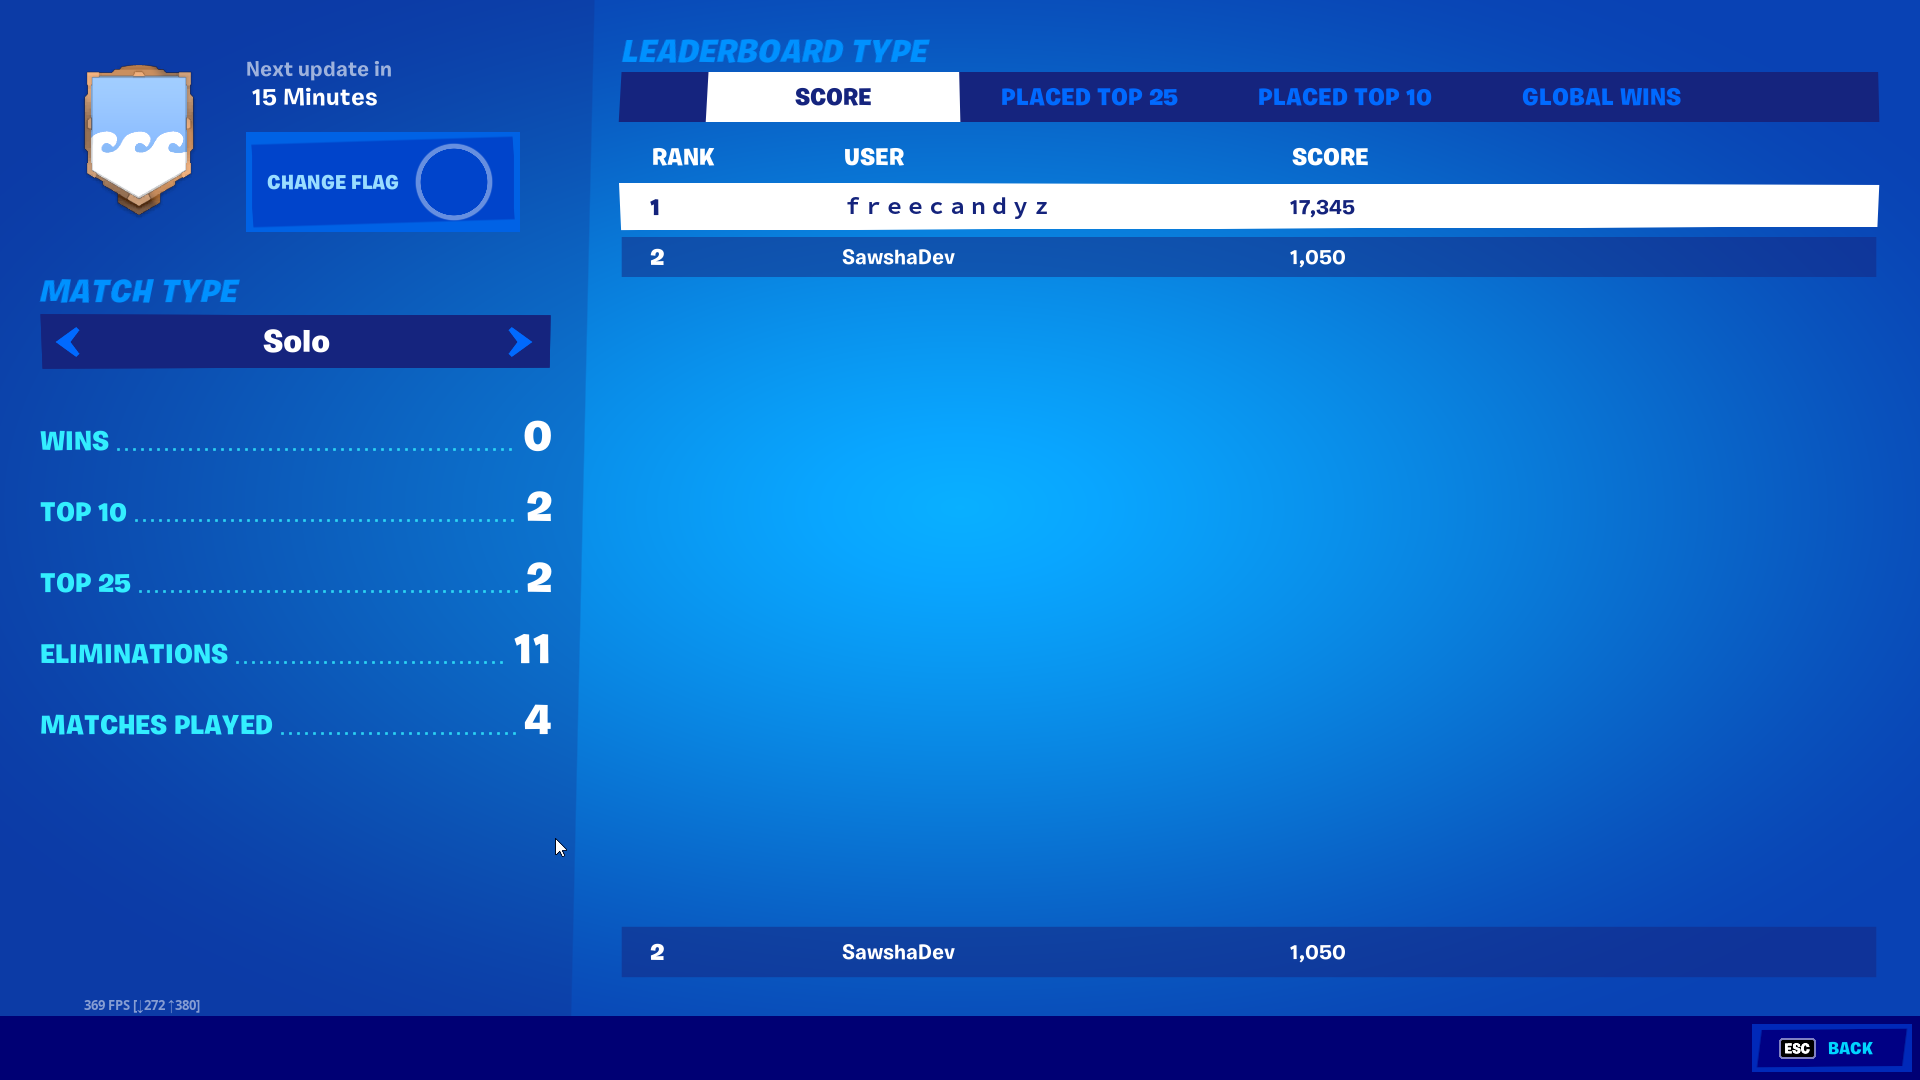 Next update in
15 Minutes
CHANGE FLAG
MATCH TYPE
Solo
WINS 0
TOP 10 2
TOP 25 2
ELIMINATIONS 11
MATCHES PLAYED 4
369 FPS [↓272 ↑380]
LEADERBOARD TYPE
SCORE PLACED TOP 25 PLACED TOP 10 GLOBAL WINS
RANK USER SCORE
1 f r e e c a n d y z 17,345
2 SawshaDev 1,050
2 SawshaDev 1,050
ESC BACK